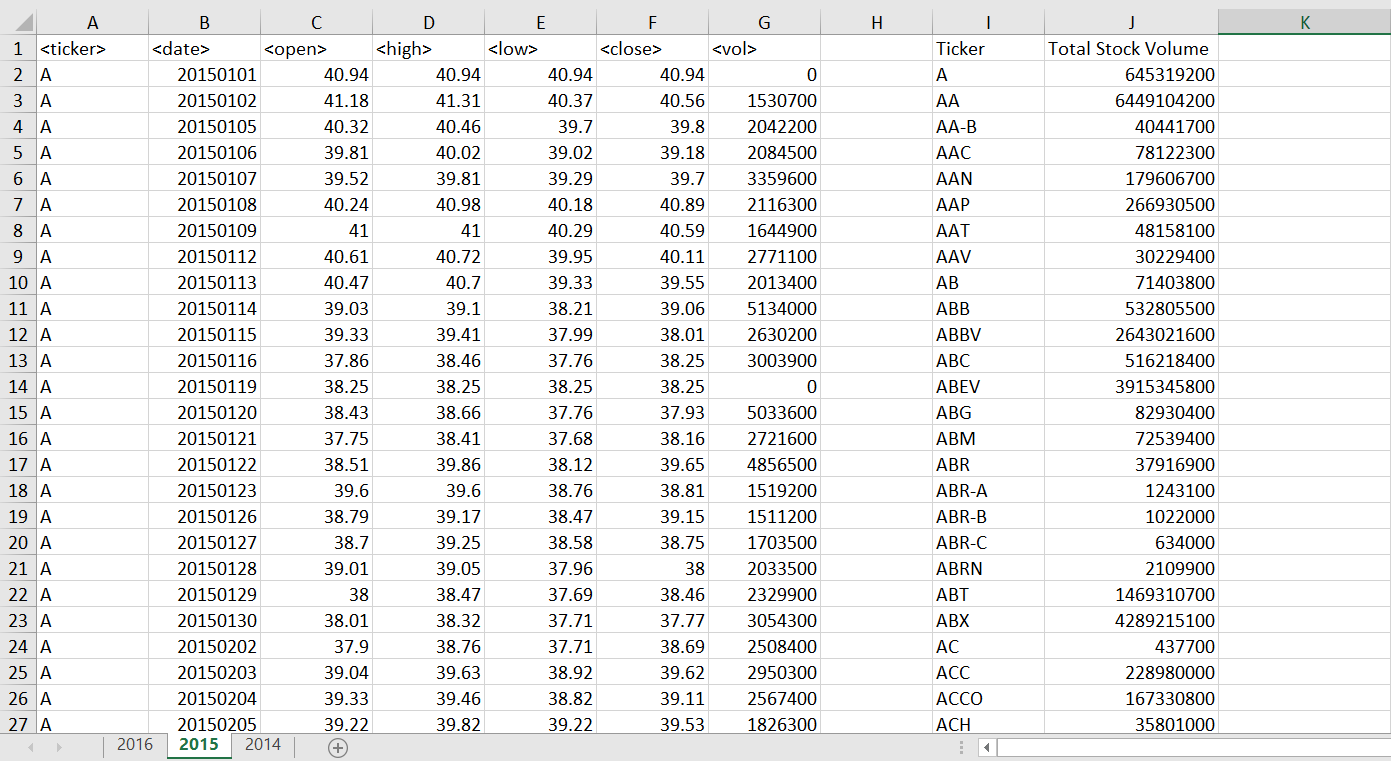 A B C D E F G H I J K
1 <ticker> <date> <open> <high> <low> <close> <vol> Ticker Total Stock Volume
2 A 20150101 40.94 40.94 40.94 40.94 0 A 645319200
3 A 20150102 41.18 41.31 40.37 40.56 1530700 AA 6449104200
4 A 20150105 40.32 40.46 39.7 39.8 2042200 AA-B 40441700
5 A 20150106 39.81 40.02 39.02 39.18 2084500 AAC 78122300
6 A 20150107 39.52 39.81 39.29 39.7 3359600 AAN 179606700
7 A 20150108 40.24 40.98 40.18 40.89 2116300 AAP 266930500
8 A 20150109 41 41 40.29 40.59 1644900 AAT 48158100
9 A 20150112 40.61 40.72 39.95 40.11 2771100 AAV 30229400
10 A 20150113 40.47 40.7 39.33 39.55 2013400 AB 71403800
11 A 20150114 39.03 39.1 38.21 39.06 5134000 ABB 532805500
12 A 20150115 39.33 39.41 37.99 38.01 2630200 ABBV 2643021600
13 A 20150116 37.86 38.46 37.76 38.25 3003900 ABC 516218400
14 A 20150119 38.25 38.25 38.25 38.25 0 ABEV 3915345800
15 A 20150120 38.43 38.66 37.76 37.93 5033600 ABG 82930400
16 A 20150121 37.75 38.41 37.68 38.16 2721600 ABM 72539400
17 A 20150122 38.51 39.86 38.12 39.65 4856500 ABR 37916900
18 A 20150123 39.6 39.6 38.76 38.81 1519200 ABR-A 1243100
19 A 20150126 38.79 39.17 38.47 39.15 1511200 ABR-B 1022000
20 A 20150127 38.7 39.25 38.58 38.75 1703500 ABR-C 634000
21 A 20150128 39.01 39.05 37.96 38 2033500 ABRN 2109900
22 A 20150129 38 38.47 37.69 38.46 2329900 ABT 1469310700
23 A 20150130 38.01 38.32 37.71 37.77 3054300 ABX 4289215100
24 A 20150202 37.9 38.76 37.71 38.69 2508400 AC 437700
25 A 20150203 39.04 39.63 38.92 39.62 2950300 ACC 228980000
26 A 20150204 39.33 39.46 38.82 39.11 2567400 ACCO 167330800
27 A 20150205 39.22 39.82 39.22 39.53 1826300 ACH 35801000
2016 2015 2014